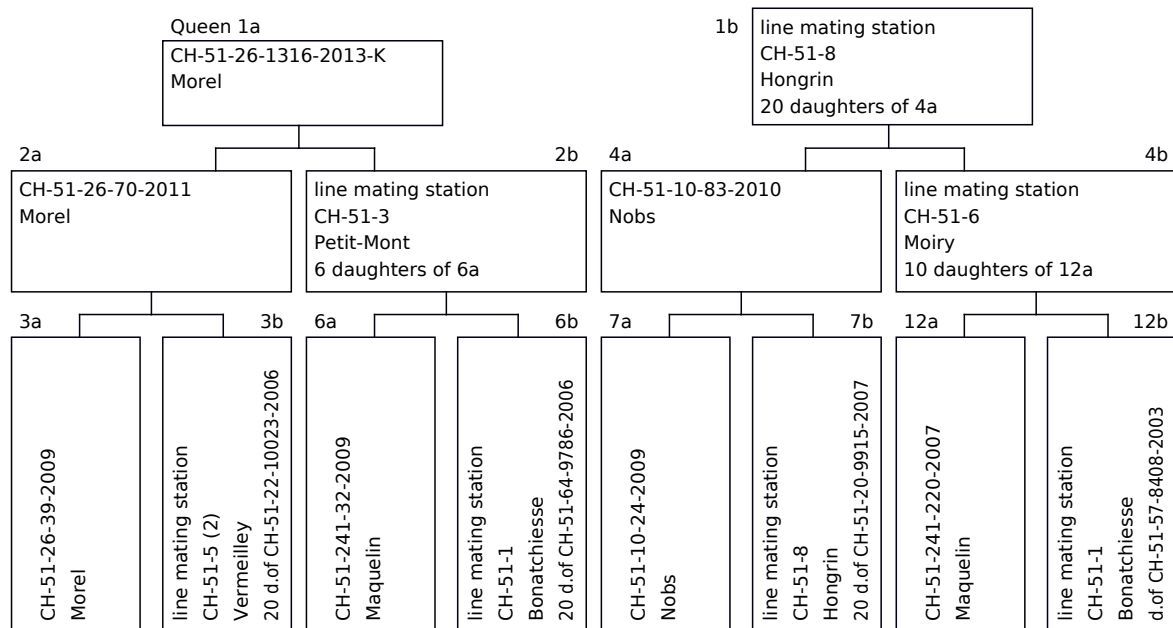 Queen 1a
CH-51-26-1316-2013-K
Morel
1b
line mating station
CH-51-8
Hongrin
20 daughters of 4a
2a
CH-51-26-70-2011
Morel
2b
line mating station
CH-51-3
Petit-Mont
6 daughters of 6a
4a
CH-51-10-83-2010
Nobs
4b
line mating station
CH-51-6
Moiry
10 daughters of 12a
3a
CH-51-26-39-2009
Morel
3b
line mating station
CH-51-5 (2)
Vermeilley
20 d.of CH-51-22-10023-2006
6a
CH-51-241-32-2009
Maquelin
6b
line mating station
CH-51-1
Bonatchiesse
20 d.of CH-51-64-9786-2006
7a
CH-51-10-24-2009
Nobs
7b
line mating station
CH-51-8
Hongrin
20 d.of CH-51-20-9915-2007
12a
CH-51-241-220-2007
Maquelin
12b
line mating station
CH-51-1
Bonatchiesse
d.of CH-51-57-8408-2003